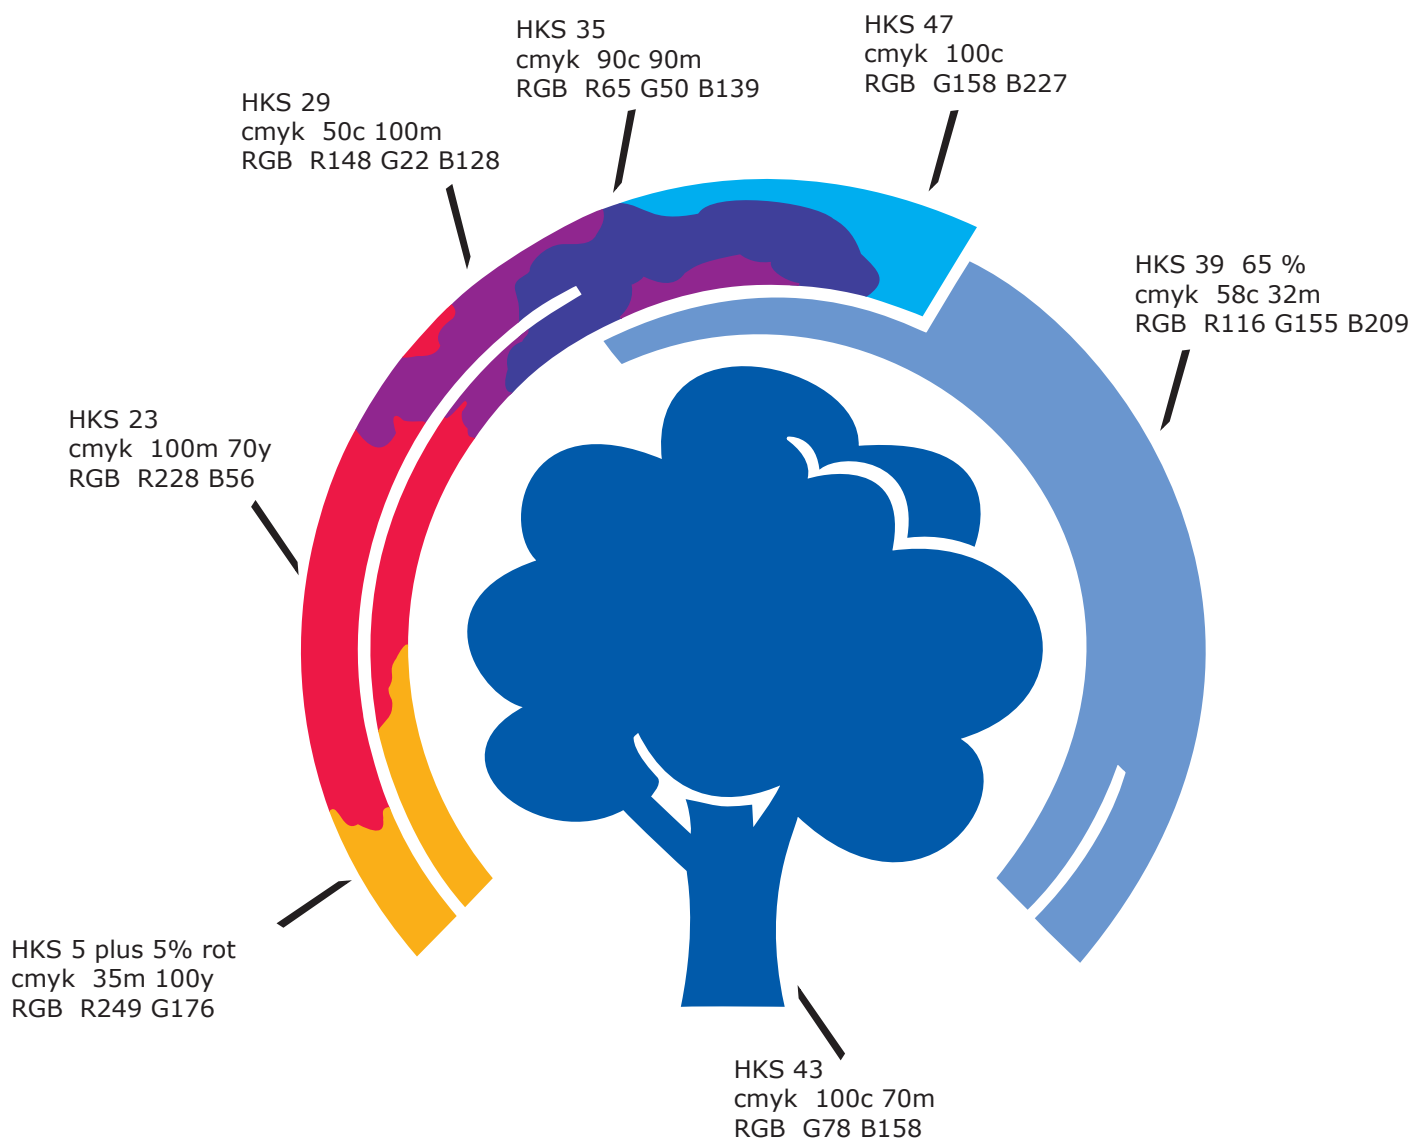 HKS 35
cmyk  90c 90m
RGB  R65 G50 B139
HKS 47
cmyk  100c
RGB  G158 B227
HKS 29
cmyk  50c 100m
RGB  R148 G22 B128
HKS 39  65 %
cmyk  58c 32m
RGB  R116 G155 B209
HKS 23
cmyk  100m 70y
RGB  R228 B56
HKS 5 plus 5% rot
cmyk  35m 100y
RGB  R249 G176
HKS 43
cmyk  100c 70m
RGB  G78 B158